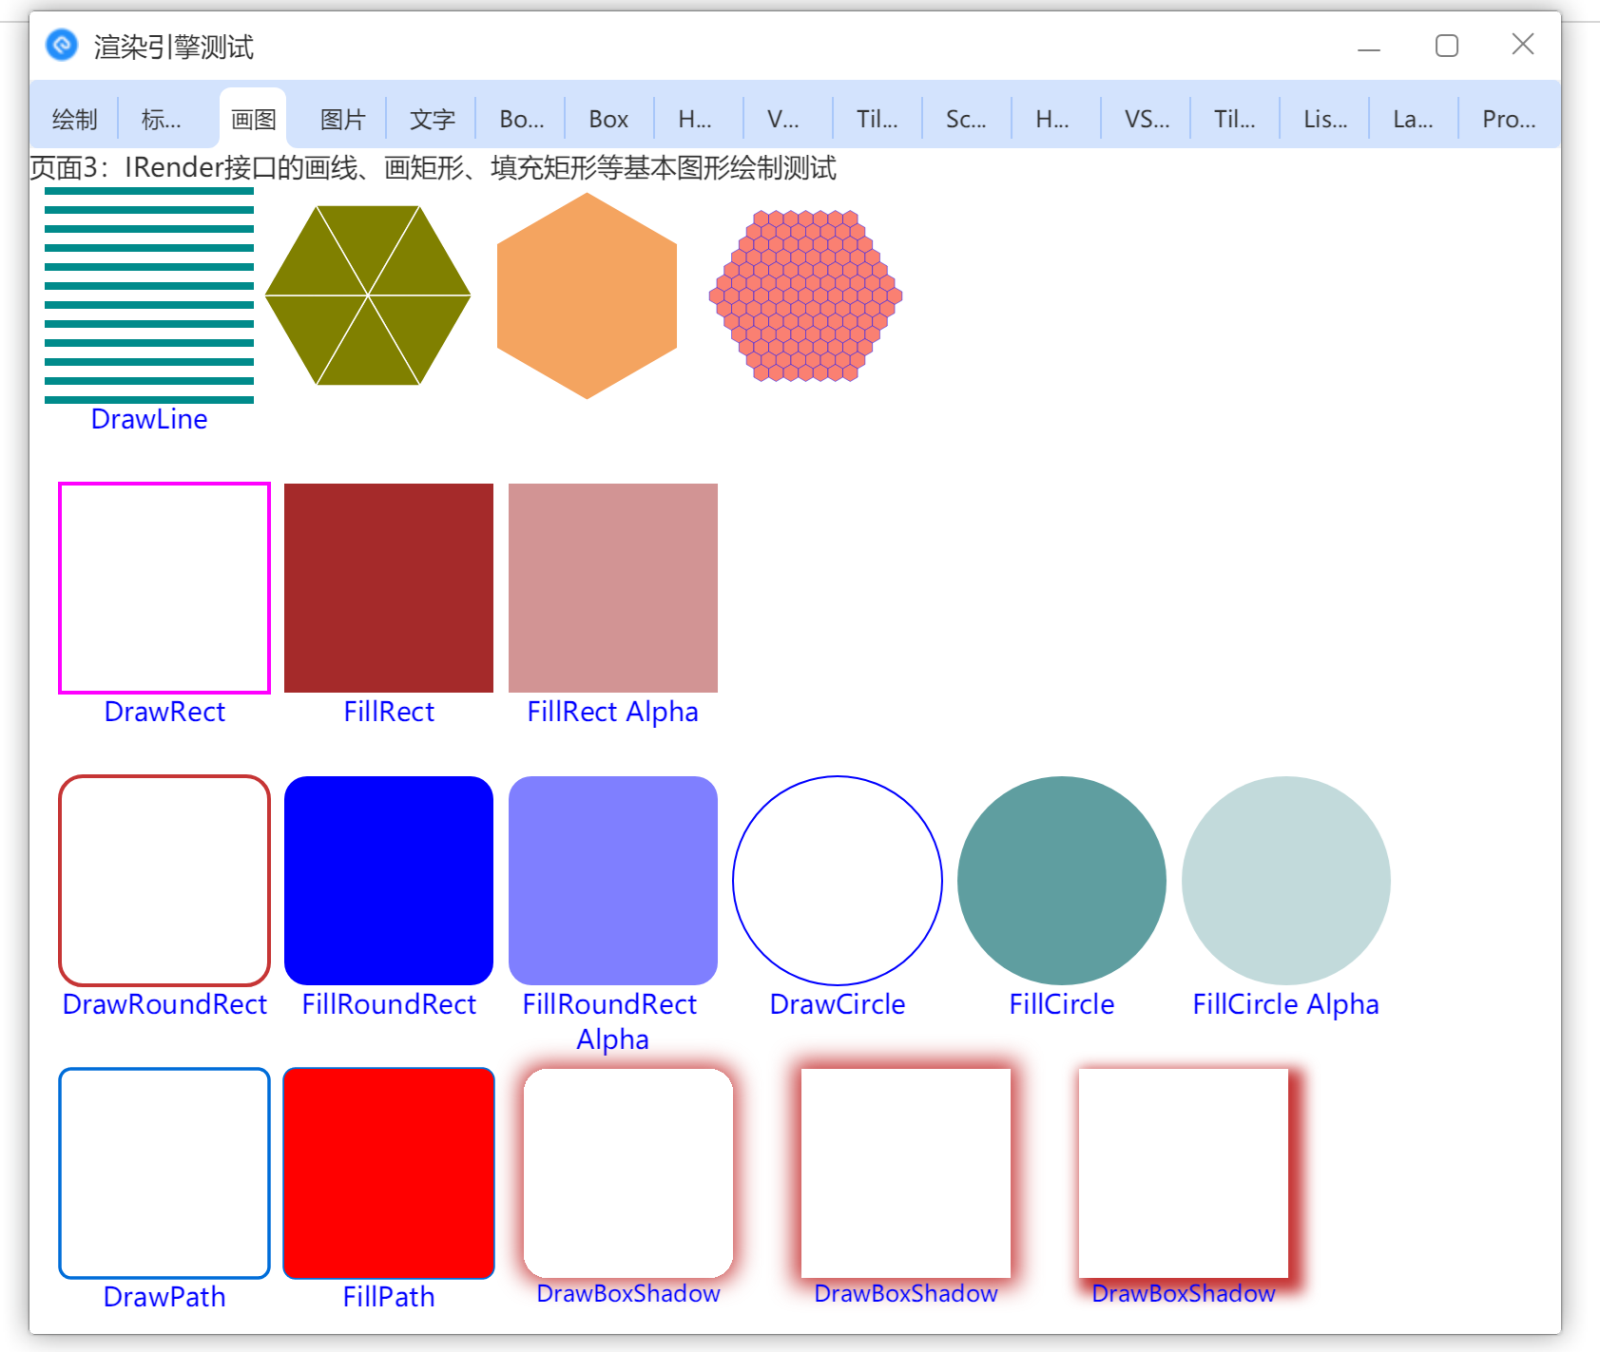 渲染引擎测试
绘制 标... 画图 图片 文字 Bo... Box H... V... Til... Sc... H... VS... Til... Lis... La... Pro...
页面3：IRender接口的画线、画矩形、填充矩形等基本图形绘制测试
DrawLine
DrawRect FillRect FillRect Alpha
DrawRoundRect FillRoundRect FillRoundRect DrawCircle FillCircle FillCircle Alpha
Alpha
DrawPath FillPath DrawBoxShadow DrawBoxShadow DrawBoxShadow